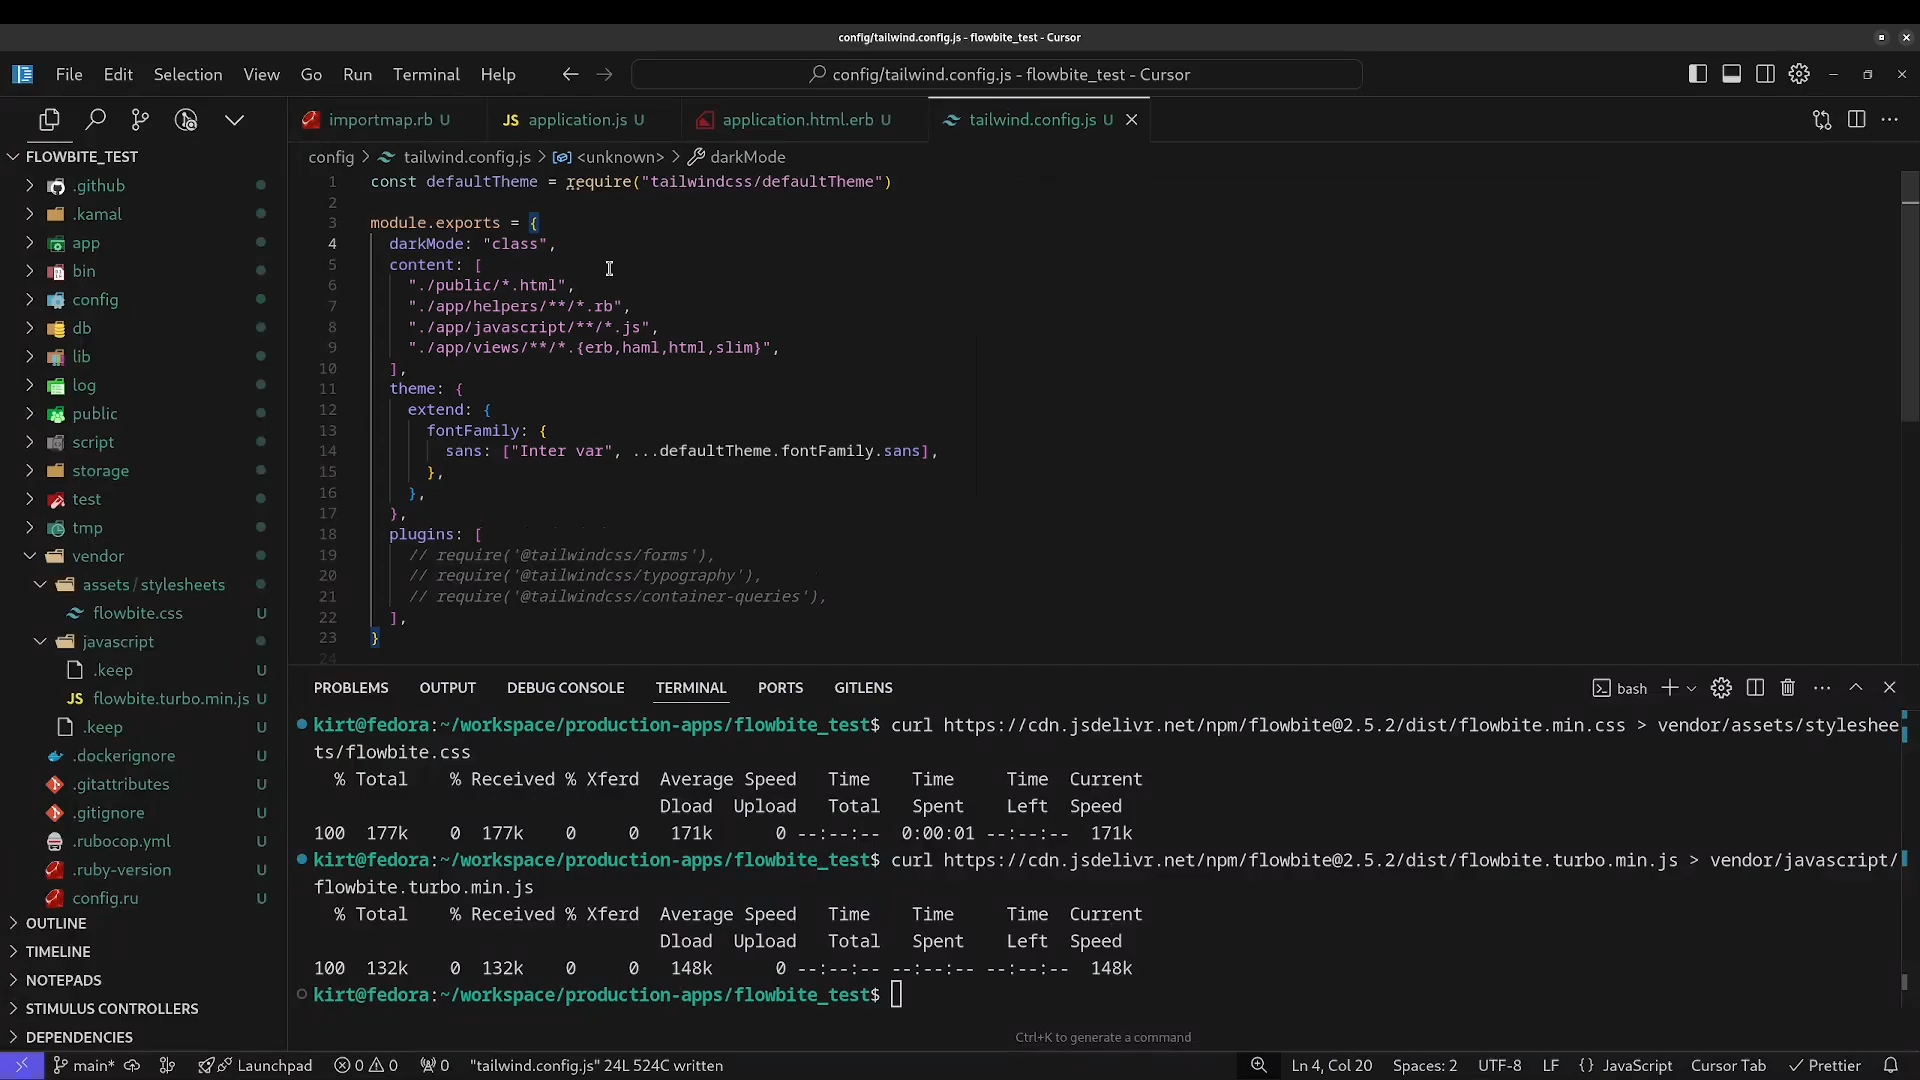 config/tailwind.config.js - flowbite_test - Cursor
File Edit Selection View Go Run Terminal Help
config/tailwind.config.js - flowbite_test - Cursor
importmap.rb U
JS application.js U
application.html.erb U
tailwind.config.js U
FLOWBITE_TEST
.github
.kamal
app
bin
config
db
lib
log
public
script
storage
test
tmp
vendor
assets / stylesheets
flowbite.css U
javascript
.keep U
JS flowbite.turbo.min.js U
.keep U
.dockerignore U
.gitattributes U
.gitignore U
.rubocop.yml U
.ruby-version U
config.ru U
OUTLINE
TIMELINE
NOTEPADS
STIMULUS CONTROLLERS
DEPENDENCIES
config > tailwind.config.js > <unknown> > darkMode
1 const defaultTheme = require("tailwindcss/defaultTheme")
2
3 module.exports = {
4 darkMode: "class",
5 content: [
6 "./public/*.html",
7 "./app/helpers/**/*.rb",
8 "./app/javascript/**/*.js",
9 "./app/views/**/*.{erb,haml,html,slim}",
10 ],
11 theme: {
12 extend: {
13 fontFamily: {
14 sans: ["Inter var", ...defaultTheme.fontFamily.sans],
15 },
16 },
17 },
18 plugins: [
19 // require('@tailwindcss/forms'),
20 // require('@tailwindcss/typography'),
21 // require('@tailwindcss/container-queries'),
22 ],
23 }
24
PROBLEMS OUTPUT DEBUG CONSOLE TERMINAL PORTS GITLENS
bash
kirt@fedora:~/workspace/production-apps/flowbite_test$ curl https://cdn.jsdelivr.net/npm/flowbite@2.5.2/dist/flowbite.min.css > vendor/assets/styleshee
ts/flowbite.css
% Total % Received % Xferd Average Speed Time Time Time Current
Dload Upload Total Spent Left Speed
100 177k 0 177k 0 0 171k 0 --:--:-- 0:00:01 --:--:-- 171k
kirt@fedora:~/workspace/production-apps/flowbite_test$ curl https://cdn.jsdelivr.net/npm/flowbite@2.5.2/dist/flowbite.turbo.min.js > vendor/javascript/
flowbite.turbo.min.js
% Total % Received % Xferd Average Speed Time Time Time Current
Dload Upload Total Spent Left Speed
100 132k 0 132k 0 0 148k 0 --:--:-- --:--:-- --:--:-- 148k
kirt@fedora:~/workspace/production-apps/flowbite_test$
Ctrl+K to generate a command
main* Launchpad 0 0 0 "tailwind.config.js" 24L 524C written Ln 4, Col 20 Spaces: 2 UTF-8 LF {} JavaScript Cursor Tab Prettier